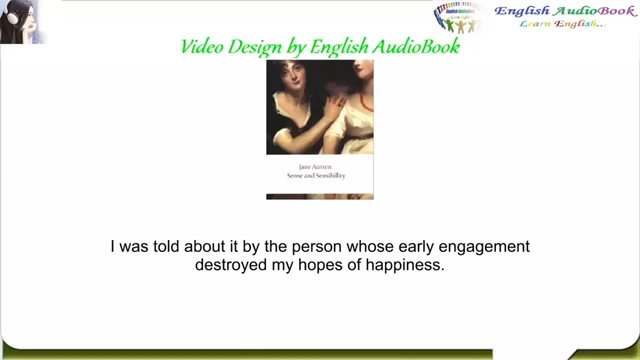 English AudioBook
Learn English...
Video Design by English AudioBook
Jane Austen
Sense and Sensibility
I was told about it by the person whose early engagement
destroyed my hopes of happiness.